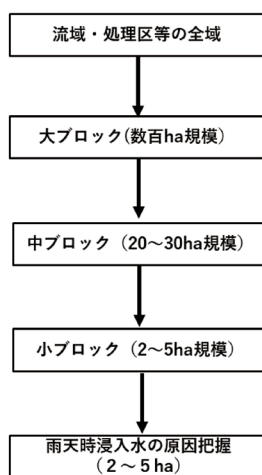 流域・処理区等の全域
大ブロック(数百ha規模）
中ブロック（20～30ha規模）
小ブロック（2～5ha規模）
雨天時浸入水の原因把握
（２～５ha）